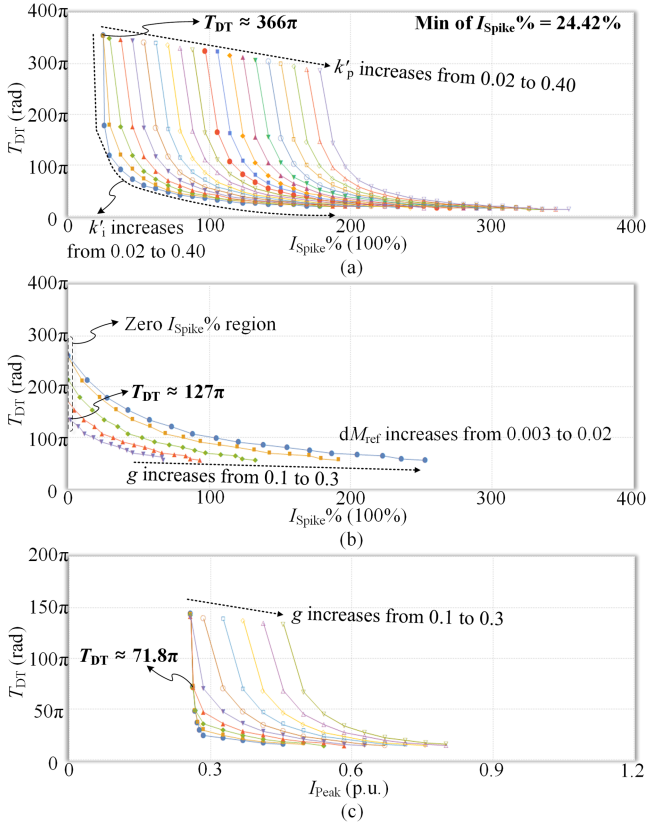 (a)
400π
300π
200π
100π
0
T_DT (rad)
T_DT ≈ 366π
Min of I_Spike% = 24.42%
k′_p increases from 0.02 to 0.40
k′_i increases
from 0.02 to 0.40
100
200
300
400
I_Spike% (100%)
(a)
400π
300π
200π
100π
0
T_DT (rad)
Zero I_Spike% region
T_DT ≈ 127π
dM_ref increases from 0.003 to 0.02
g increases from 0.1 to 0.3
0
100
200
300
400
I_Spike% (100%)
(b)
200π
150π
100π
50π
0
T_DT (rad)
g increases from 0.1 to 0.3
T_DT ≈ 71.8π
0
0.3
0.6
0.9
1.2
I_Peak (p.u.)
(c)